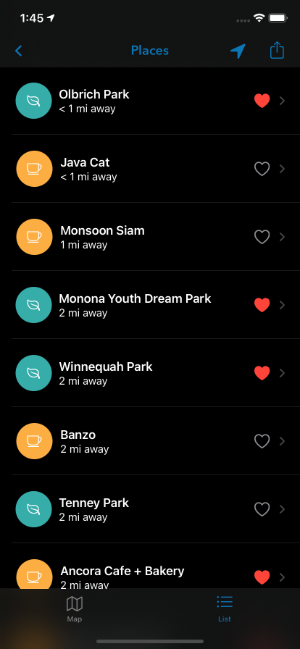 1:45
Places
Olbrich Park
< 1 mi away
Java Cat
< 1 mi away
Monsoon Siam
1 mi away
Monona Youth Dream Park
2 mi away
Winnequah Park
2 mi away
Banzo
2 mi away
Tenney Park
2 mi away
Ancora Cafe + Bakery
2 mi away
Map
List